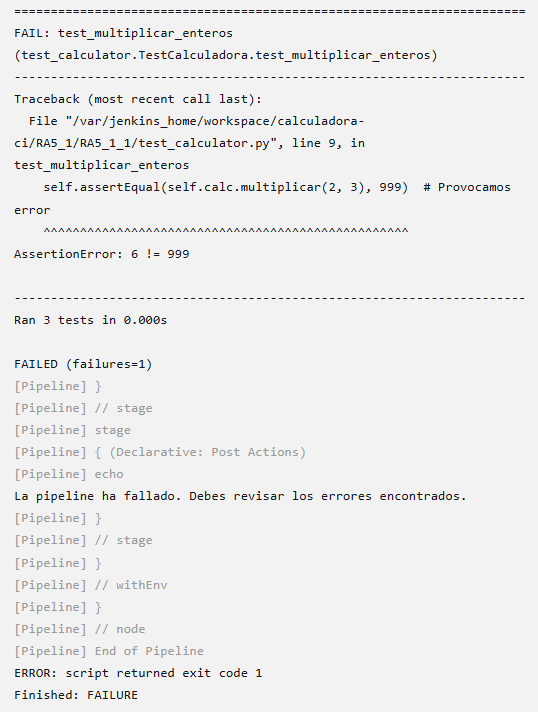 ======================================================================
FAIL: test_multiplicar_enteros
(test_calculator.TestCalculadora.test_multiplicar_enteros)
----------------------------------------------------------------------
Traceback (most recent call last):
  File "/var/jenkins_home/workspace/calculadora-
ci/RA5_1/RA5_1_1/test_calculator.py", line 9, in
test_multiplicar_enteros
    self.assertEqual(self.calc.multiplicar(2, 3), 999)  # Provocamos
error
    ^^^^^^^^^^^^^^^^^^^^^^^^^^^^^^^^^^^^^^^^^^^^^^^^^^
AssertionError: 6 != 999

----------------------------------------------------------------------
Ran 3 tests in 0.000s

FAILED (failures=1)
[Pipeline] }
[Pipeline] // stage
[Pipeline] stage
[Pipeline] { (Declarative: Post Actions)
[Pipeline] echo
La pipeline ha fallado. Debes revisar los errores encontrados.
[Pipeline] }
[Pipeline] // stage
[Pipeline] }
[Pipeline] // withEnv
[Pipeline] }
[Pipeline] // node
[Pipeline] End of Pipeline
ERROR: script returned exit code 1
Finished: FAILURE